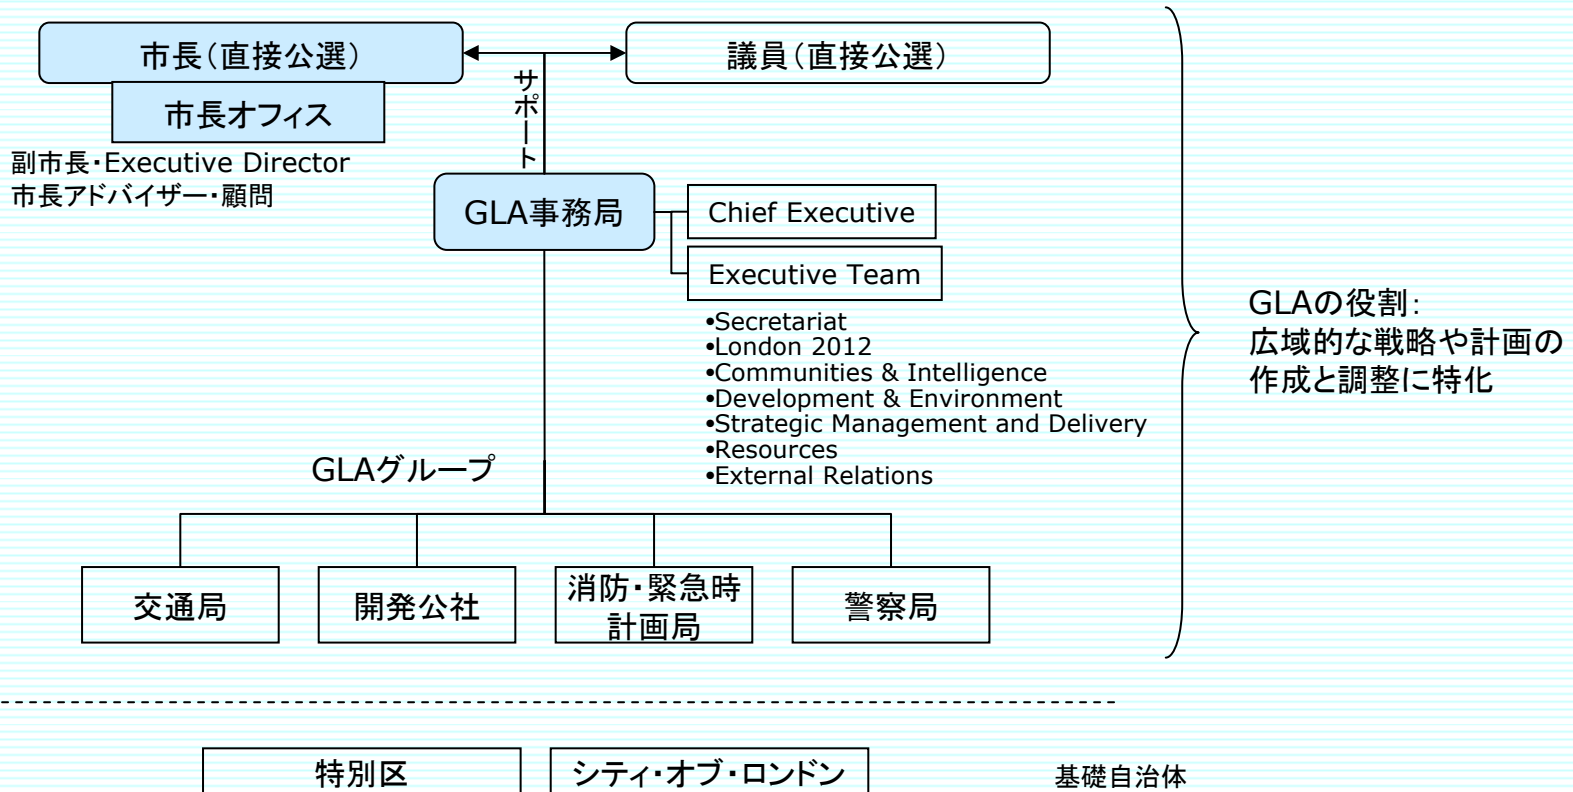 市長(直接公選)
議員(直接公選)
市長オフィス
サポート
副市長・Executive Director
市長アドバイザー・顧問
GLA事務局
Chief Executive
Executive Team
•Secretariat
•London 2012
•Communities & Intelligence
•Development & Environment
•Strategic Management and Delivery
•Resources
•External Relations
GLAの役割:
広域的な戦略や計画の
作成と調整に特化
GLAグループ
交通局
開発公社
消防・緊急時
計画局
警察局
特別区
シティ・オブ・ロンドン
基礎自治体